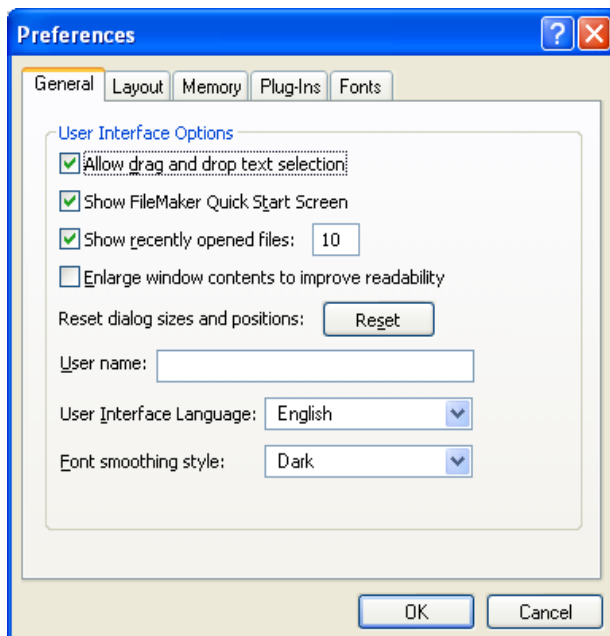 Preferences
General Layout Memory Plug-Ins Fonts
User Interface Options
Allow drag and drop text selection
Show FileMaker Quick Start Screen
Show recently opened files: 10
Enlarge window contents to improve readability
Reset dialog sizes and positions: Reset
User name:
User Interface Language: English
Font smoothing style: Dark
OK Cancel